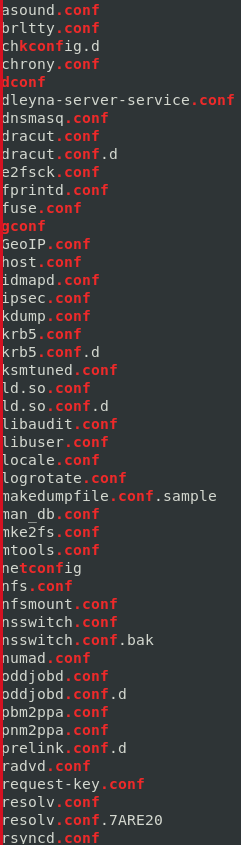 asound.conf
brltty.conf
chkconfig.d
chrony.conf
dconf
dleyna-server-service.conf
dnsmasq.conf
dracut.conf
dracut.conf.d
e2fsck.conf
fprintd.conf
fuse.conf
gconf
GeoIP.conf
host.conf
idmapd.conf
ipsec.conf
kdump.conf
krb5.conf
krb5.conf.d
ksmtuned.conf
ld.so.conf
ld.so.conf.d
libaudit.conf
libuser.conf
locale.conf
logrotate.conf
makedumpfile.conf.sample
man_db.conf
mke2fs.conf
mtools.conf
netconfig
nfs.conf
nfsmount.conf
nsswitch.conf
nsswitch.conf.bak
numad.conf
oddjobd.conf
oddjobd.conf.d
pbm2ppa.conf
pnm2ppa.conf
prelink.conf.d
radvd.conf
request-key.conf
resolv.conf
resolv.conf.7ARE20
rsyncd.conf